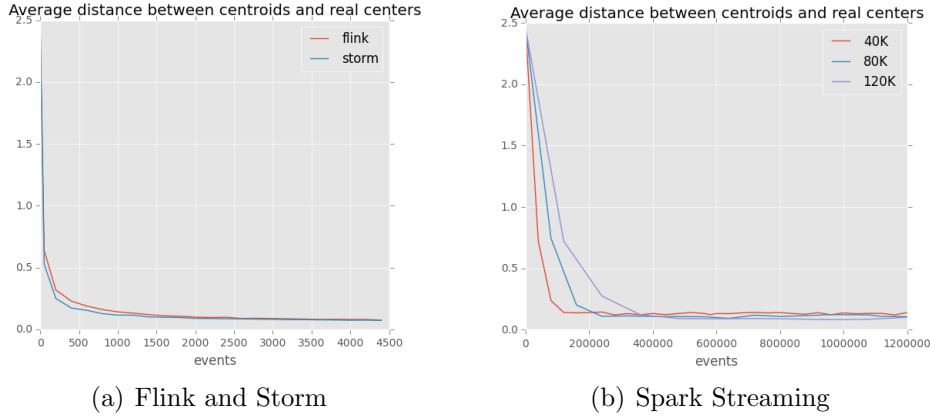 Average distance between centroids and real centers
2.5
2.0
1.5
1.0
0.5
0.0
0 500 1000 1500 2000 2500 3000 3500 4000 4500
events
flink
storm
(a) Flink and Storm
Average distance between centroids and real centers
2.5
2.0
1.5
1.0
0.5
0.0
0 200000 400000 600000 800000 1000000 1200000
events
40K
80K
120K
(b) Spark Streaming